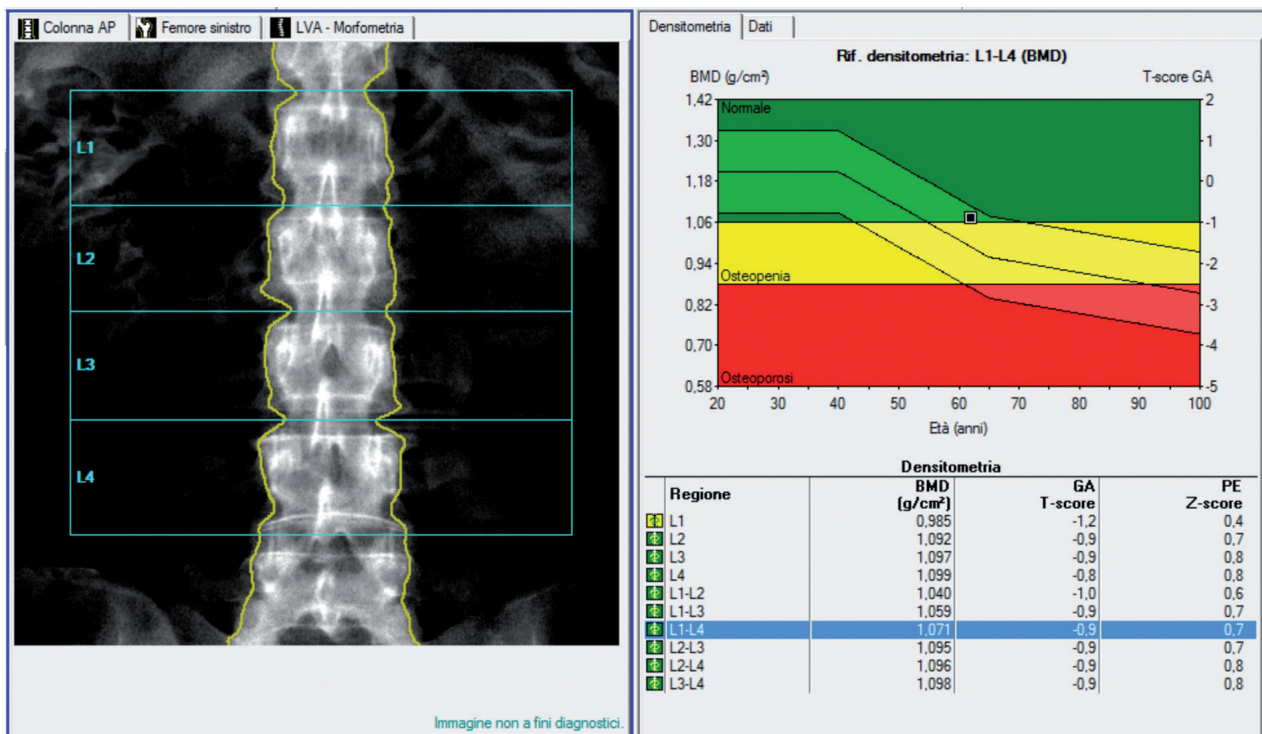 Colonna AP Femore sinistro LVA - Morfometria
L1
L2
L3
L4
Immagine non a fini diagnostici.
Densitometria Dati
Rif. densitometria: L1-L4 (BMD)
BMD (g/cm²) T-score GA
Normale
Osteopenia
Osteoporosi
1,42
1,30
1,18
1,06
0,94
0,82
0,70
0,58
2
1
0
-1
-2
-3
-4
-5
20 30 40 50 60 70 80 90 100
Età (anni)
Densitometria
Regione BMD (g/cm²) GA T-score PE Z-score
L1 0,985 -1,2 0,4
L2 1,092 -0,9 0,7
L3 1,097 -0,9 0,8
L4 1,099 -0,8 0,8
L1-L2 1,040 -1,0 0,6
L1-L3 1,059 -0,9 0,7
L1-L4 1,071 -0,9 0,7
L2-L3 1,095 -0,9 0,7
L2-L4 1,096 -0,9 0,8
L3-L4 1,098 -0,9 0,8